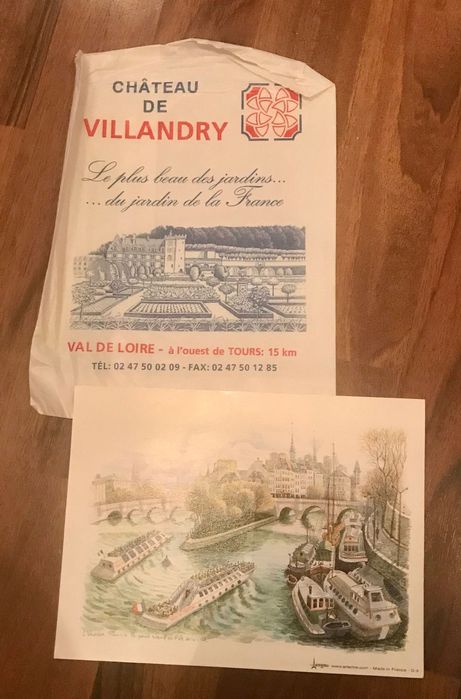 CHÂTEAU
DE
VILLANDRY
Le plus beau des jardins...
... du jardin de la France
VAL DE LOIRE - à l'ouest de TOURS: 15 km
TÉL: 02 47 50 02 09 - FAX: 02 47 50 12 85
Made in France